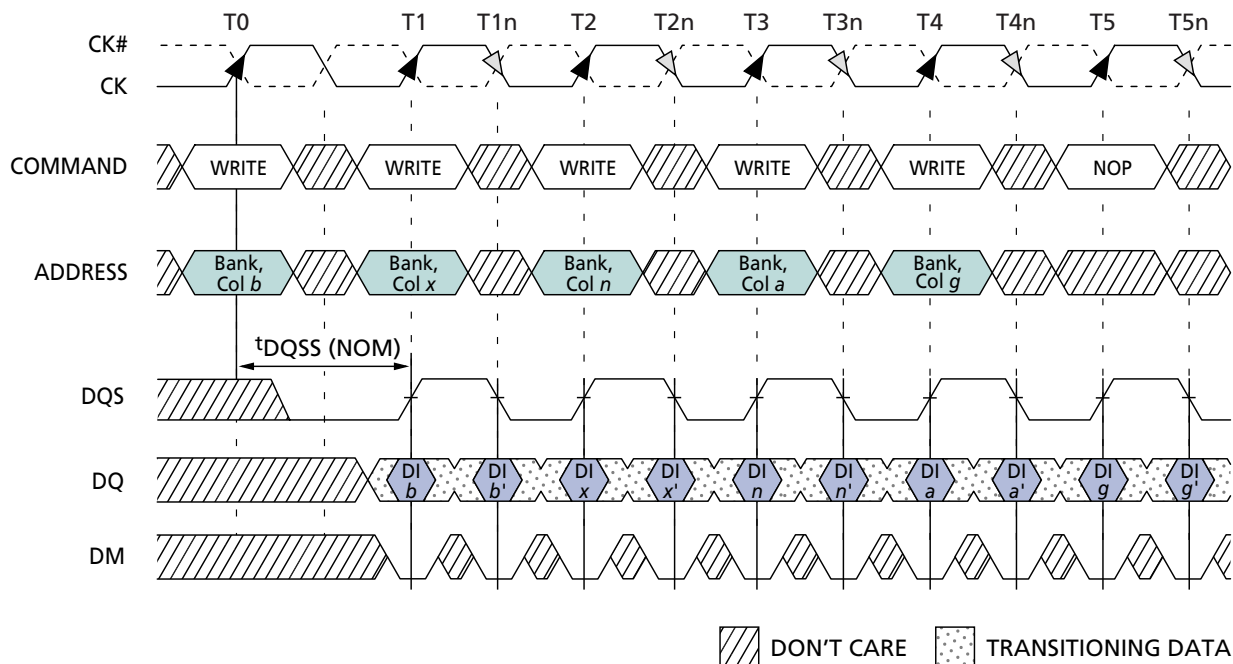 T0 T1 T1n T2 T2n T3 T3n T4 T4n T5 T5n
CK#
CK
COMMAND WRITE WRITE WRITE WRITE WRITE NOP
ADDRESS Bank, Col b Bank, Col x Bank, Col n Bank, Col a Bank, Col g
tDQSS (NOM)
DQS
DQ DI b DI b' DI x DI x' DI n DI n' DI a DI a' DI g DI g'
DM
DON'T CARE TRANSITIONING DATA